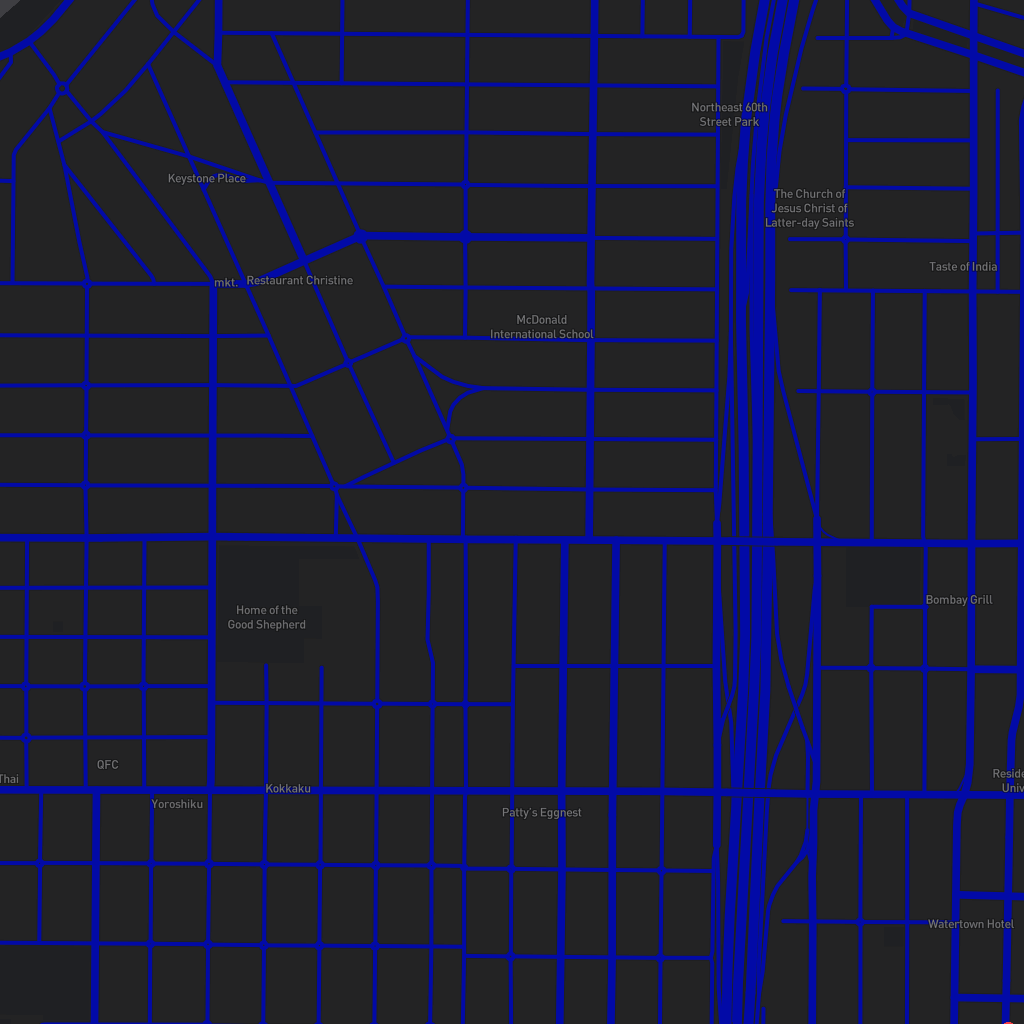 Northeast 60th
Street Park
Keystone Place
The Church of
Jesus Christ of
Latter-day Saints
Taste of India
mkt.
Restaurant Christine
McDonald
International School
Bombay Grill
Home of the
Good Shepherd
QFC
Thai
Reside
Univ
Kokkaku
Yoroshiku
Patty's Eggnest
Watertown Hotel